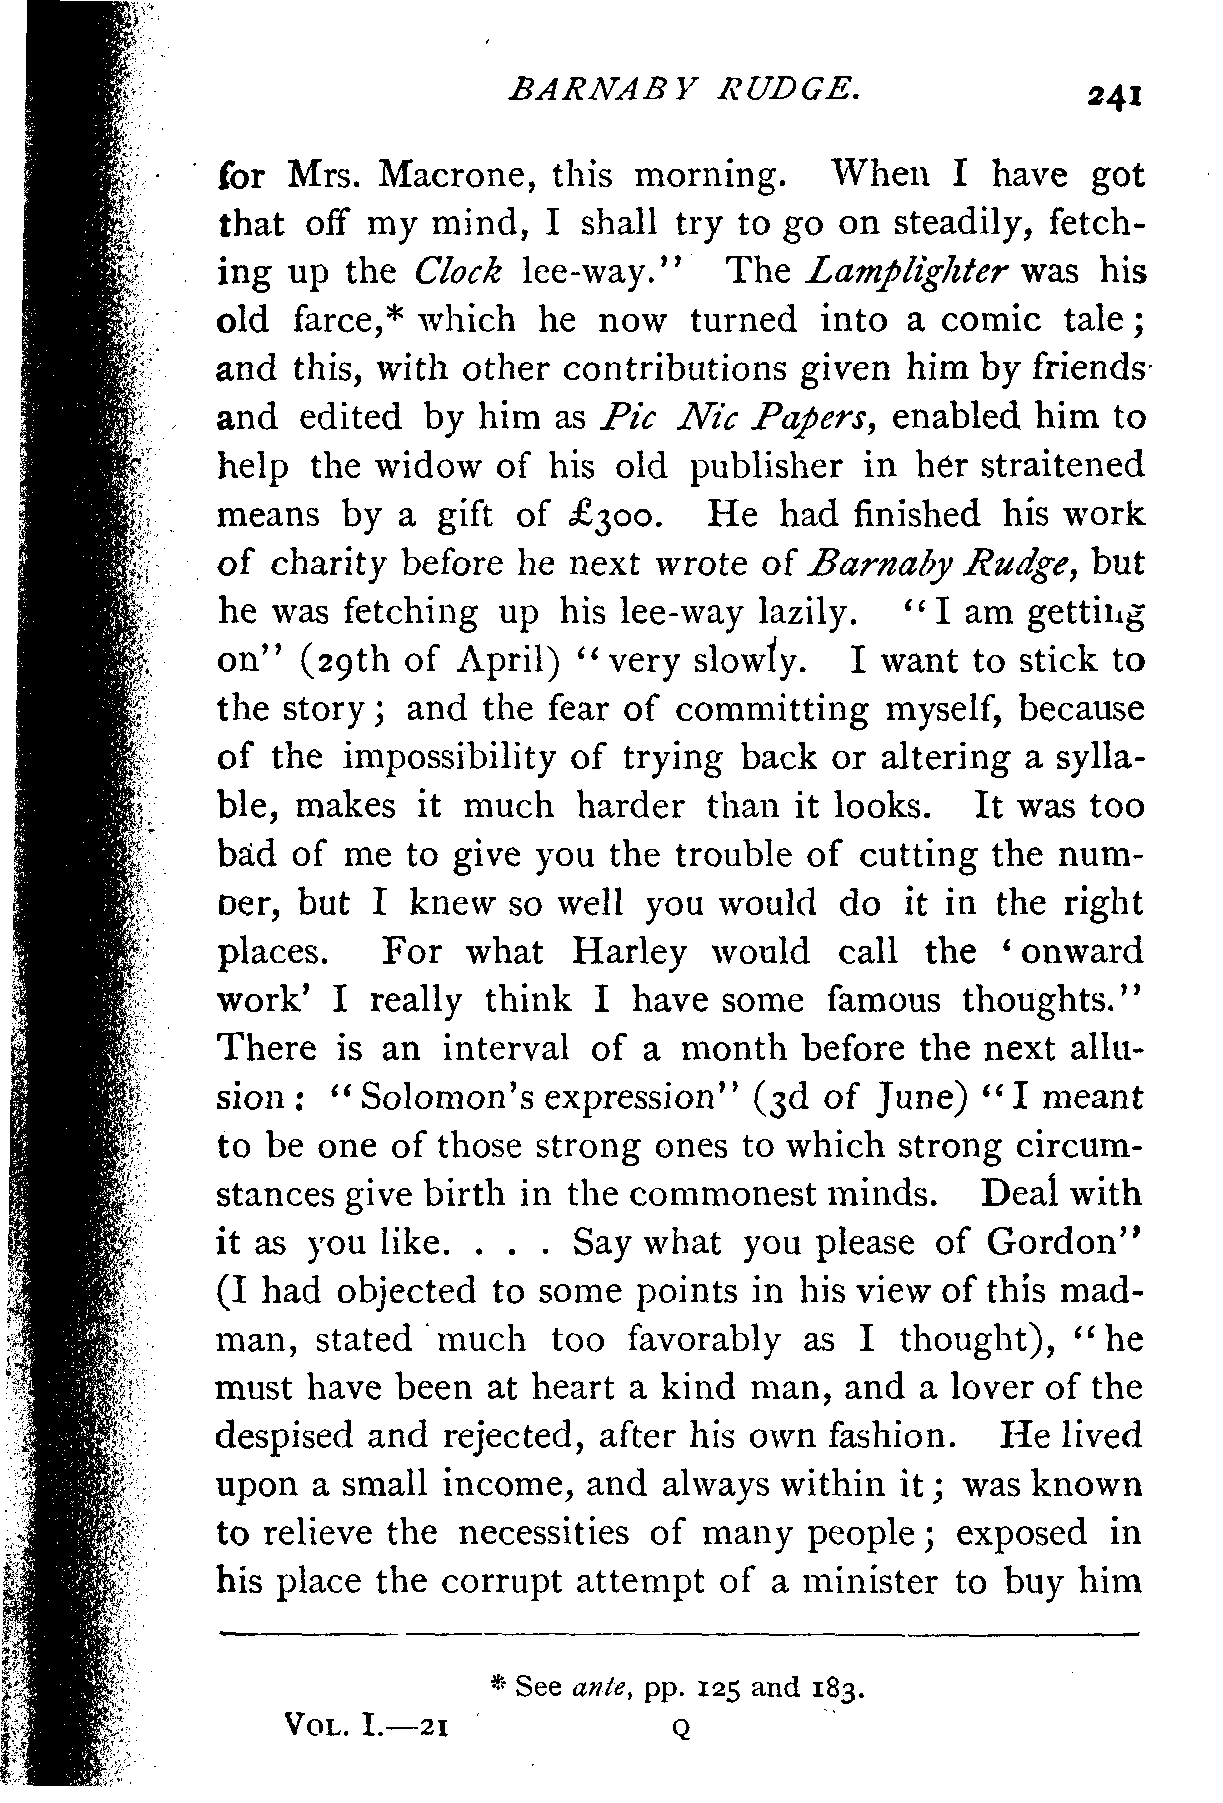 BARNABY RUDGE. 241
for Mrs. Macrone, this morning. When I have got
that off my mind, I shall try to go on steadily, fetch-
ing up the Clock lee-way.” The Lamplighter was his
old farce,* which he now turned into a comic tale;
and this, with other contributions given him by friends
and edited by him as Pic Nic Papers, enabled him to
help the widow of his old publisher in her straitened
means by a gift of £300. He had finished his work
of charity before he next wrote of Barnaby Rudge, but
he was fetching up his lee-way lazily. “I am getting
on” (29th of April) “very slowly. I want to stick to
the story; and the fear of committing myself, because
of the impossibility of trying back or altering a sylla-
ble, makes it much harder than it looks. It was too
bad of me to give you the trouble of cutting the num-
ber, but I knew so well you would do it in the right
places. For what Harley would call the ‘onward
work’ I really think I have some famous thoughts.”
There is an interval of a month before the next allu-
sion: “Solomon’s expression” (3d of June) “I meant
to be one of those strong ones to which strong circum-
stances give birth in the commonest minds. Deal with
it as you like. . . . Say what you please of Gordon”
(I had objected to some points in his view of this mad-
man, stated much too favorably as I thought), “he
must have been at heart a kind man, and a lover of the
despised and rejected, after his own fashion. He lived
upon a small income, and always within it; was known
to relieve the necessities of many people; exposed in
his place the corrupt attempt of a minister to buy him
* See ante, pp. 125 and 183.
VOL. I.—21 Q